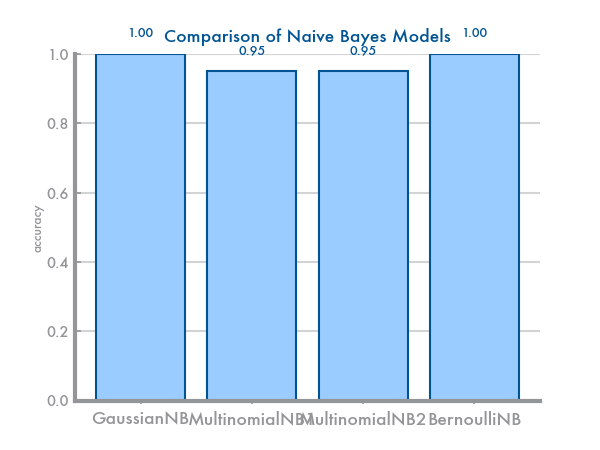 1.00 Comparison of Naive Bayes Models 1.00
0.95 0.95
1.0
0.8
0.6
0.4
0.2
0.0
accuracy
GaussianNB MultinomialNB1 MultinomialNB2 BernoulliNB